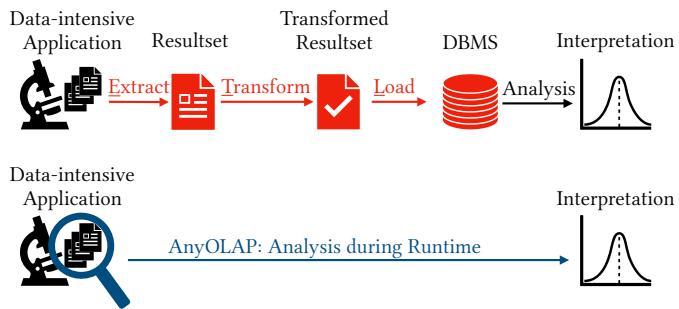 Data-intensive
Application
Resultset
Transformed
Resultset
DBMS
Interpretation
Extract
Transform
Load
Analysis
Data-intensive
Application
Interpretation
AnyOLAP: Analysis during Runtime